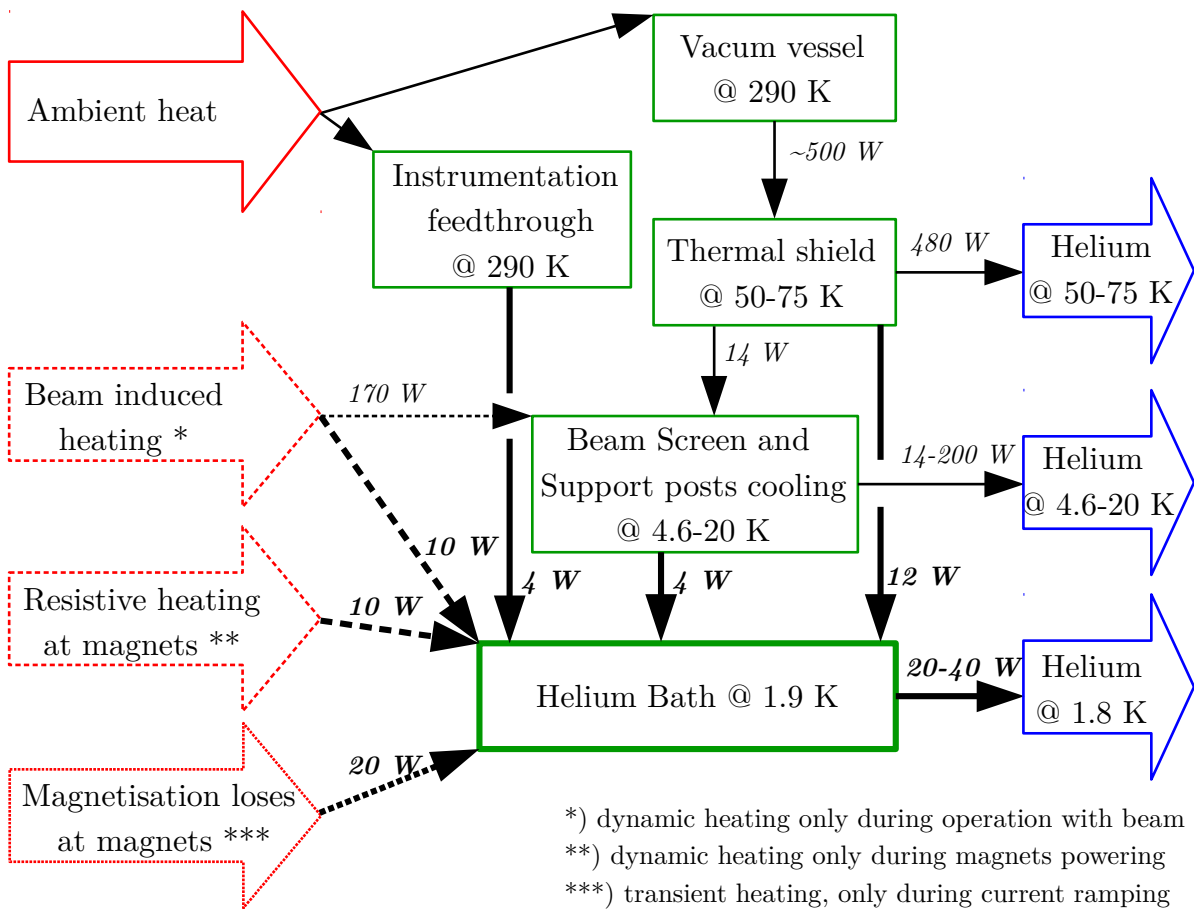 Ambient heat
Vacum vessel
@ 290 K
~500 W
Instrumentation
feedthrough
@ 290 K
Thermal shield
@ 50-75 K
480 W
Helium
@ 50-75 K
14 W
Beam induced
heating *
170 W
Beam Screen and
Support posts cooling
@ 4.6-20 K
14-200 W
Helium
@ 4.6-20 K
10 W
4 W
4 W
12 W
Resistive heating
at magnets **
10 W
Helium Bath @ 1.9 K
20-40 W
Helium
@ 1.8 K
Magnetisation loses
at magnets ***
20 W
*) dynamic heating only during operation with beam
**) dynamic heating only during magnets powering
***) transient heating, only during current ramping